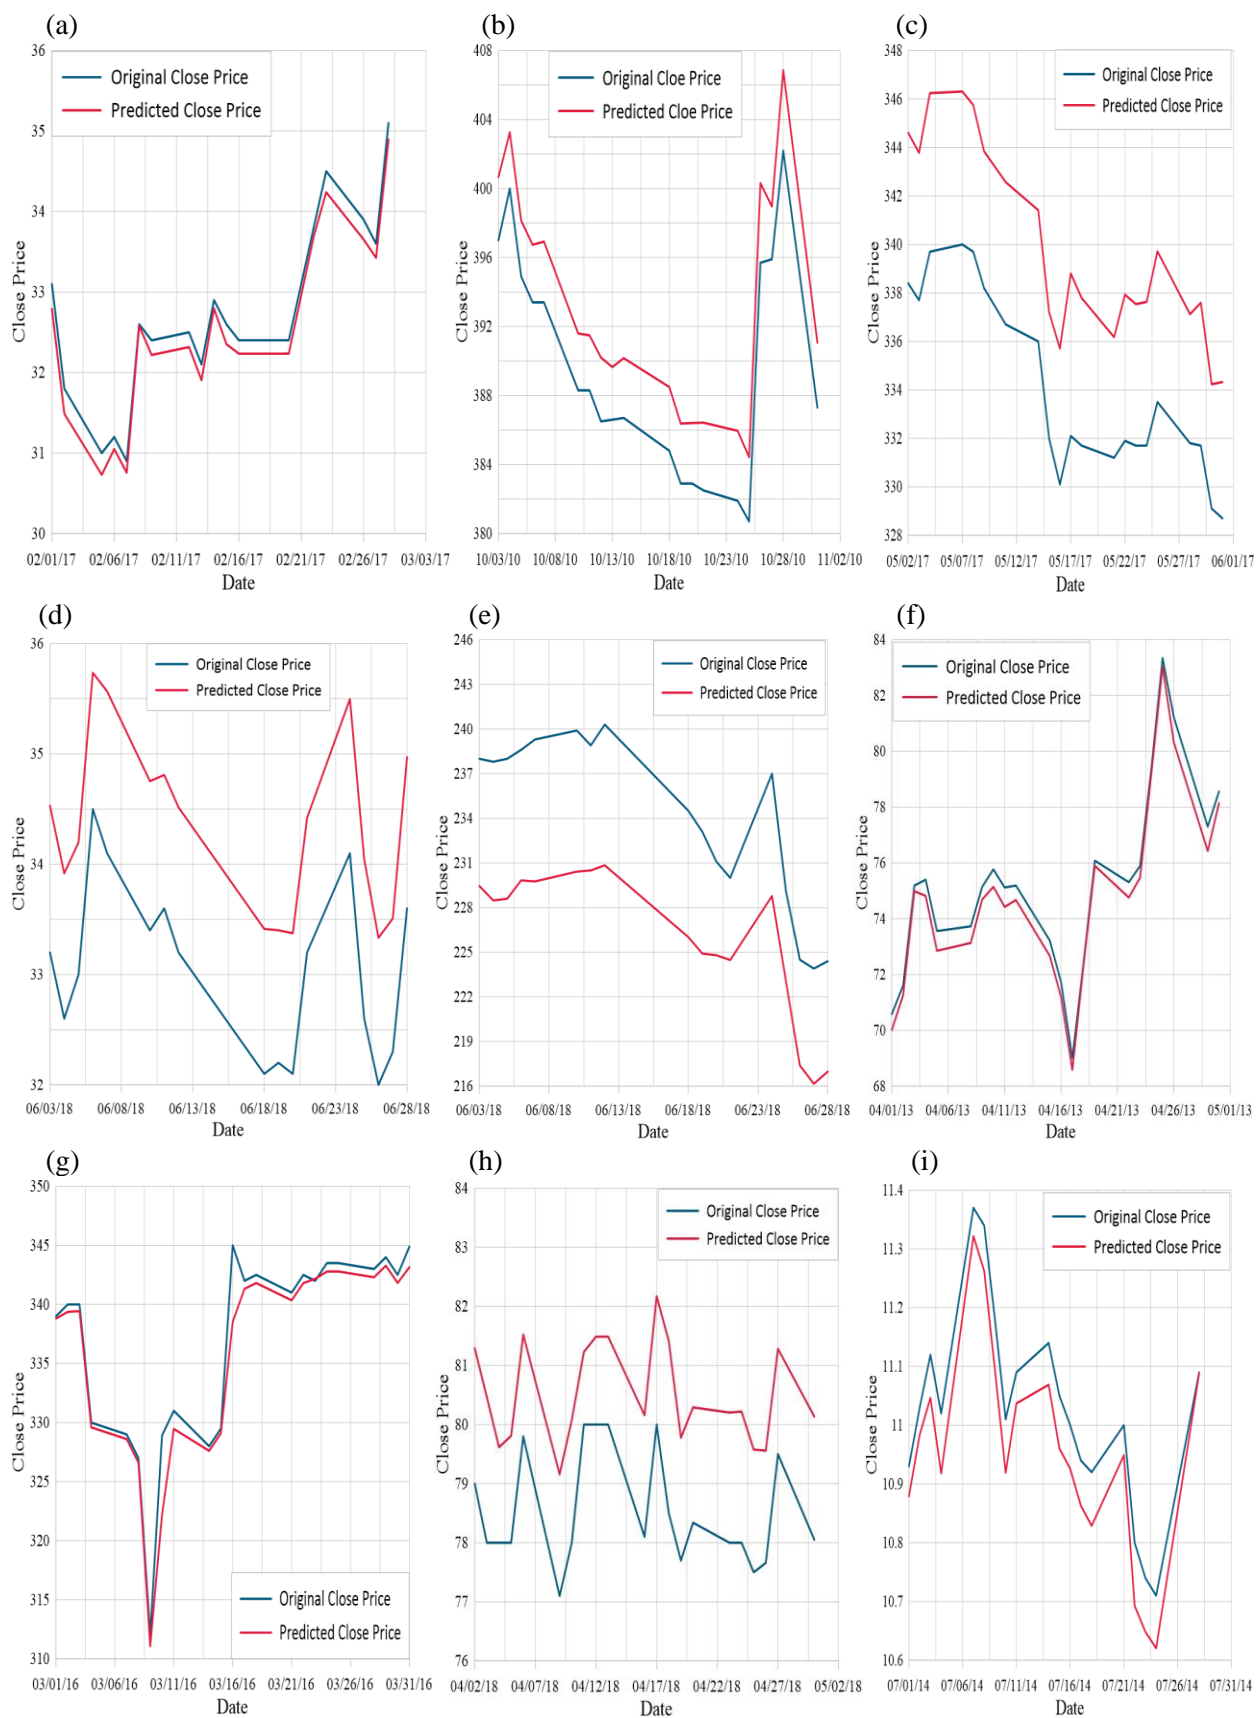 (a)
36
35
34
33
32
31
30
Close Price
Original Close Price
Predicted Close Price
02/01/17 02/06/17 02/11/17 02/16/17 02/21/17 02/26/17 03/03/17
Date
(b)
408
404
400
396
392
388
384
380
Close Price
Original Cloe Price
Predicted Cloe Price
10/03/10 10/08/10 10/13/10 10/18/10 10/23/10 10/28/10 11/02/10
Date
(c)
348
346
344
342
340
338
336
334
332
330
328
Close Price
Original Close Price
Predicted Close Price
05/02/17 05/07/17 05/12/17 05/17/17 05/22/17 05/27/17 06/01/17
Date
(d)
36
35
34
33
32
Close Price
Original Close Price
Predicted Close Price
06/03/18 06/08/18 06/13/18 06/18/18 06/23/18 06/28/18
Date
(e)
246
243
240
237
234
231
228
225
222
219
216
Close Price
Original Close Price
Predicted Close Price
06/03/18 06/08/18 06/13/18 06/18/18 06/23/18 06/28/18
Date
(f)
84
82
80
78
76
74
72
70
68
Close Price
Original Close Price
Predicted Close Price
04/01/13 04/06/13 04/11/13 04/16/13 04/21/13 04/26/13 05/01/13
Date
(g)
350
345
340
335
330
325
320
315
310
Close Price
Original Close Price
Predicted Close Price
03/01/16 03/06/16 03/11/16 03/16/16 03/21/16 03/26/16 03/31/16
Date
(h)
84
83
82
81
80
79
78
77
76
Close Price
Original Close Price
Predicted Close Price
04/02/18 04/07/18 04/12/18 04/17/18 04/22/18 04/27/18 05/02/18
Date
(i)
11.4
11.3
11.2
11.1
11
10.9
10.8
10.7
10.6
Close Price
Original Close Price
Predicted Close Price
07/01/14 07/06/14 07/11/14 07/16/14 07/21/14 07/26/14 07/31/14
Date